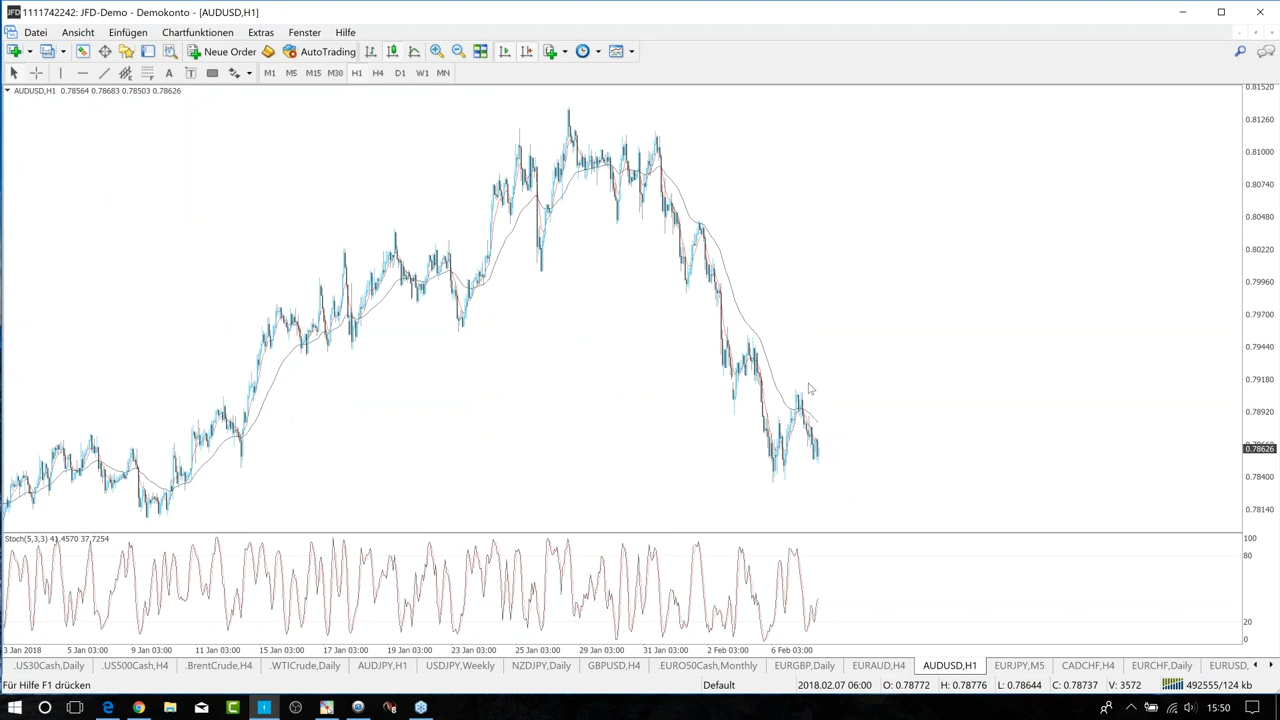 JFD 1111742242: JFD-Demo - Demokonto - [AUDUSD,H1]
Datei Ansicht Einfügen Chartfunktionen Extras Fenster Hilfe
New Order AutoTrading
A T M1 M5 M15 M30 H1 H4 D1 W1 MN
AUDUSD,H1 0.78564 0.78683 0.78503 0.78626
0.81520
0.81260
0.81000
0.80740
0.80480
0.80220
0.79960
0.79700
0.79440
0.79180
0.78920
0.78626
0.78400
0.78140
Stoch(5,3,3) 41.4570 37.7254
100
80
20
0
3 Jan 2018 5 Jan 03:00 9 Jan 03:00 11 Jan 03:00 15 Jan 03:00 17 Jan 03:00 19 Jan 03:00 23 Jan 03:00 25 Jan 03:00 29 Jan 03:00 31 Jan 03:00 2 Feb 03:00 6 Feb 03:00
.US30Cash,Daily .US500Cash,H4 .BrentCrude,H4 .WTICrude,Daily AUDJPY,H1 USDJPY,Weekly NZDJPY,Daily GBPUSD,H4 .EURO50Cash,Monthly EURGBP,Daily EURAUD,H4 AUDUSD,H1 EURJPY,M5 CADCHF,H4 EURCHF,Daily EURUSD,
Für Hilfe F1 drücken Default 2018.02.07 06:00 O: 0.78772 H: 0.78776 L: 0.78644 C: 0.78737 V: 3572 492555/124 kb
15:50